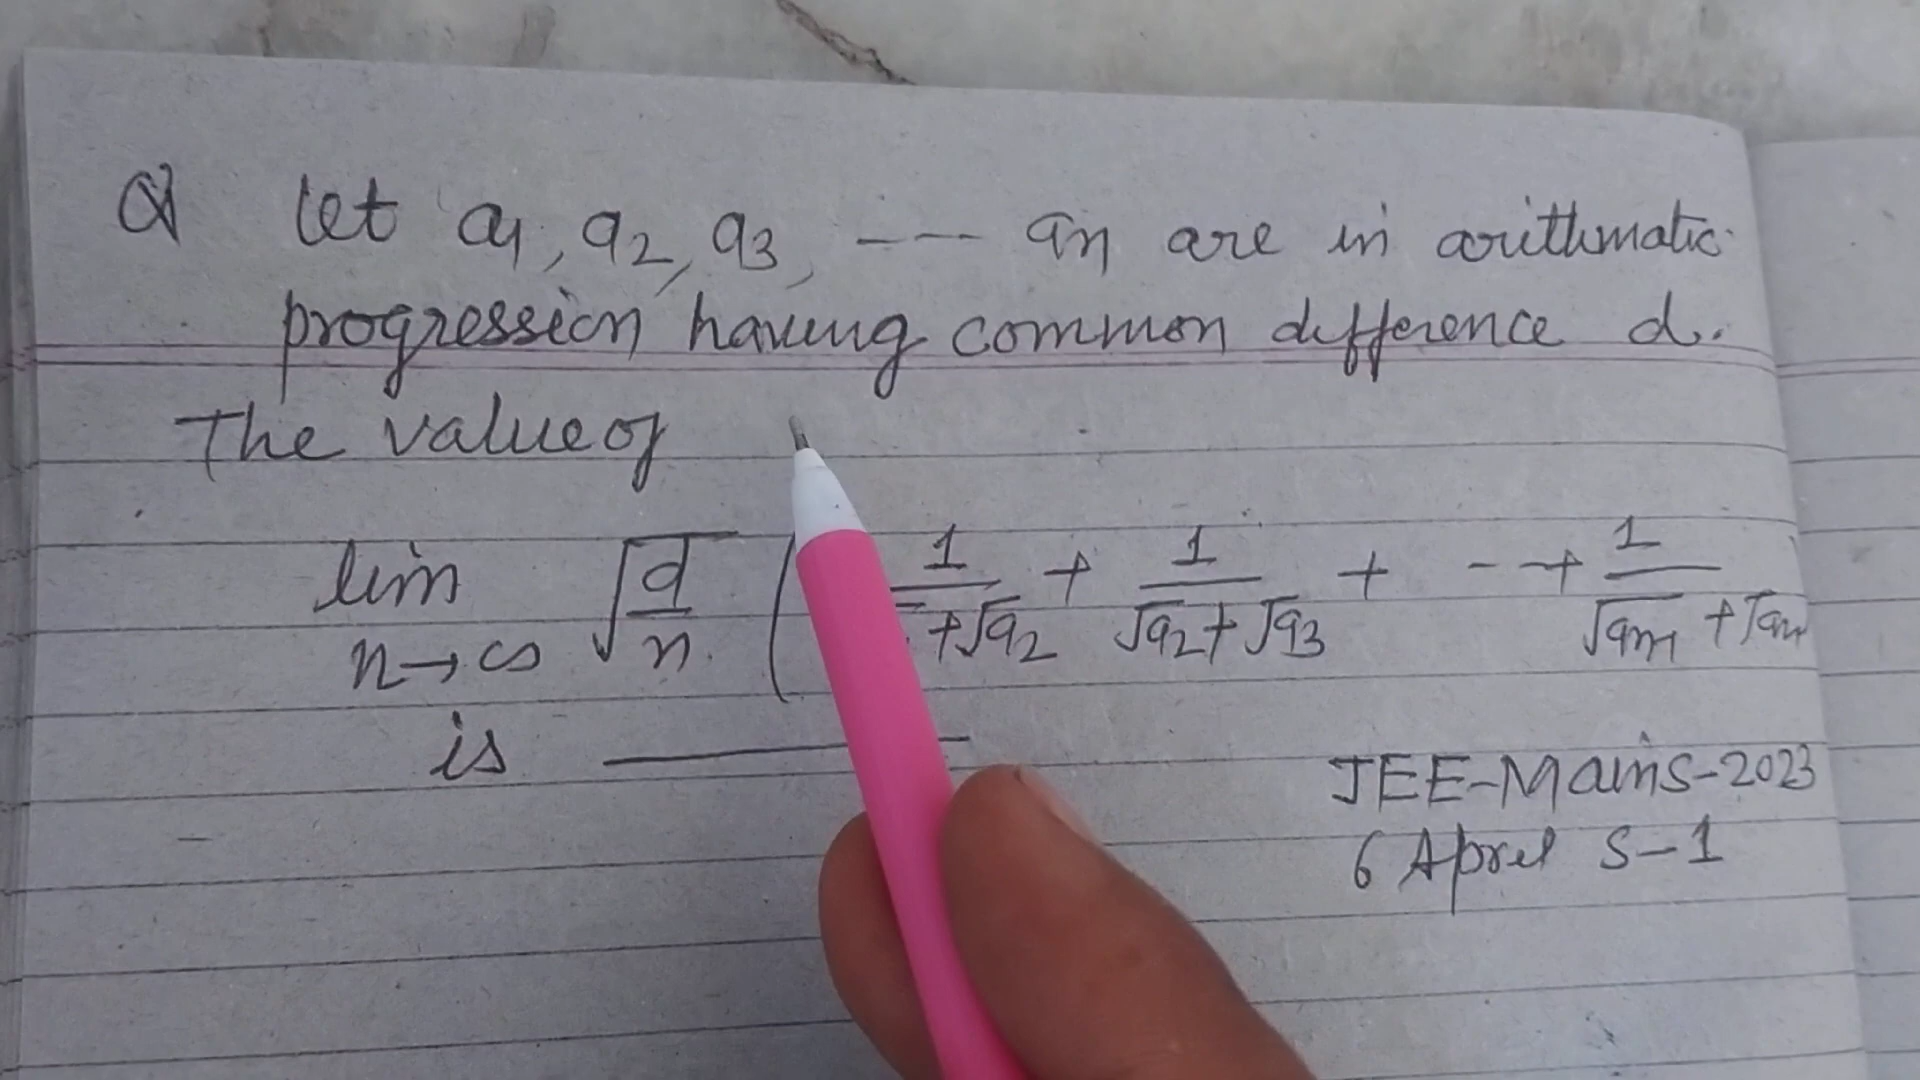 Q let a1, a2, a3, --- an are in arithmatic
progression having common difference d.
The value of
lim n→∞ √(d/n) ( 1/( +√a2) + 1/(√a2+√a3) + --+ 1/(√an-1 + √an
is ______
JEE-Mains-2023
6 April S-1